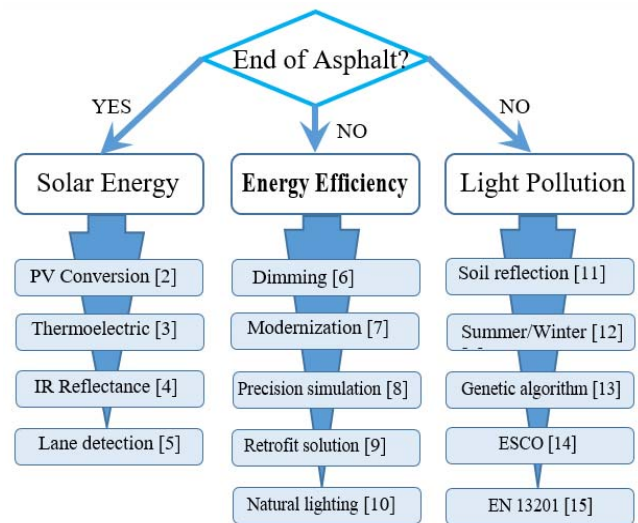 End of Asphalt?
YES
NO
NO
Solar Energy
Energy Efficiency
Light Pollution
PV Conversion [2]
Thermoelectric [3]
IR Reflectance [4]
Lane detection [5]
Dimming [6]
Modernization [7]
Precision simulation [8]
Retrofit solution [9]
Natural lighting [10]
Soil reflection [11]
Summer/Winter [12]
Genetic algorithm [13]
ESCO [14]
EN 13201 [15]